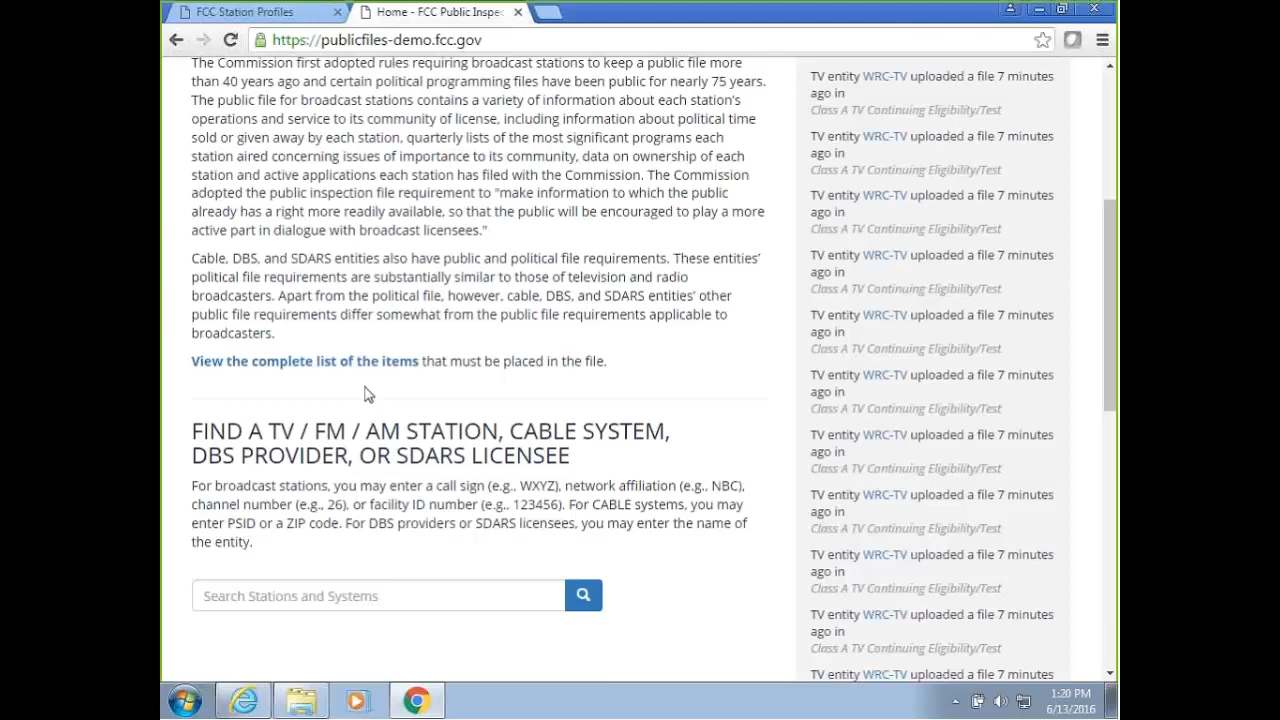 FCC Station Profiles
Home - FCC Public Inspec
https://publicfiles-demo.fcc.gov
The Commission first adopted rules requiring broadcast stations to keep a public file more
than 40 years ago and certain political programming files have been public for nearly 75 years.
The public file for broadcast stations contains a variety of information about each station's
operations and service to its community of license, including information about political time
sold or given away by each station, quarterly lists of the most significant programs each
station aired concerning issues of importance to its community, data on ownership of each
station and active applications each station has filed with the Commission. The Commission
adopted the public inspection file requirement to "make information to which the public
already has a right more readily available, so that the public will be encouraged to play a more
active part in dialogue with broadcast licensees."
Cable, DBS, and SDARS entities also have public and political file requirements. These entities'
political file requirements are substantially similar to those of television and radio
broadcasters. Apart from the political file, however, cable, DBS, and SDARS entities' other
public file requirements differ somewhat from the public file requirements applicable to
broadcasters.
View the complete list of the items that must be placed in the file.
FIND A TV / FM / AM STATION, CABLE SYSTEM,
DBS PROVIDER, OR SDARS LICENSEE
For broadcast stations, you may enter a call sign (e.g., WXYZ), network affiliation (e.g., NBC),
channel number (e.g., 26), or facility ID number (e.g., 123456). For CABLE systems, you may
enter PSID or a ZIP code. For DBS providers or SDARS licensees, you may enter the name of
the entity.
Search Stations and Systems
TV entity WRC-TV uploaded a file 7 minutes
ago in
Class A TV Continuing Eligibility/Test
TV entity WRC-TV uploaded a file 7 minutes
ago in
Class A TV Continuing Eligibility/Test
TV entity WRC-TV uploaded a file 7 minutes
ago in
Class A TV Continuing Eligibility/Test
TV entity WRC-TV uploaded a file 7 minutes
ago in
Class A TV Continuing Eligibility/Test
TV entity WRC-TV uploaded a file 7 minutes
ago in
Class A TV Continuing Eligibility/Test
TV entity WRC-TV uploaded a file 7 minutes
ago in
Class A TV Continuing Eligibility/Test
TV entity WRC-TV uploaded a file 7 minutes
ago in
Class A TV Continuing Eligibility/Test
TV entity WRC-TV uploaded a file 7 minutes
ago in
Class A TV Continuing Eligibility/Test
TV entity WRC-TV uploaded a file 7 minutes
ago in
Class A TV Continuing Eligibility/Test
TV entity WRC-TV uploaded a file 7 minutes
ago in
Class A TV Continuing Eligibility/Test
TV entity WRC-TV uploaded a file 7 minutes
1:20 PM
6/13/2016